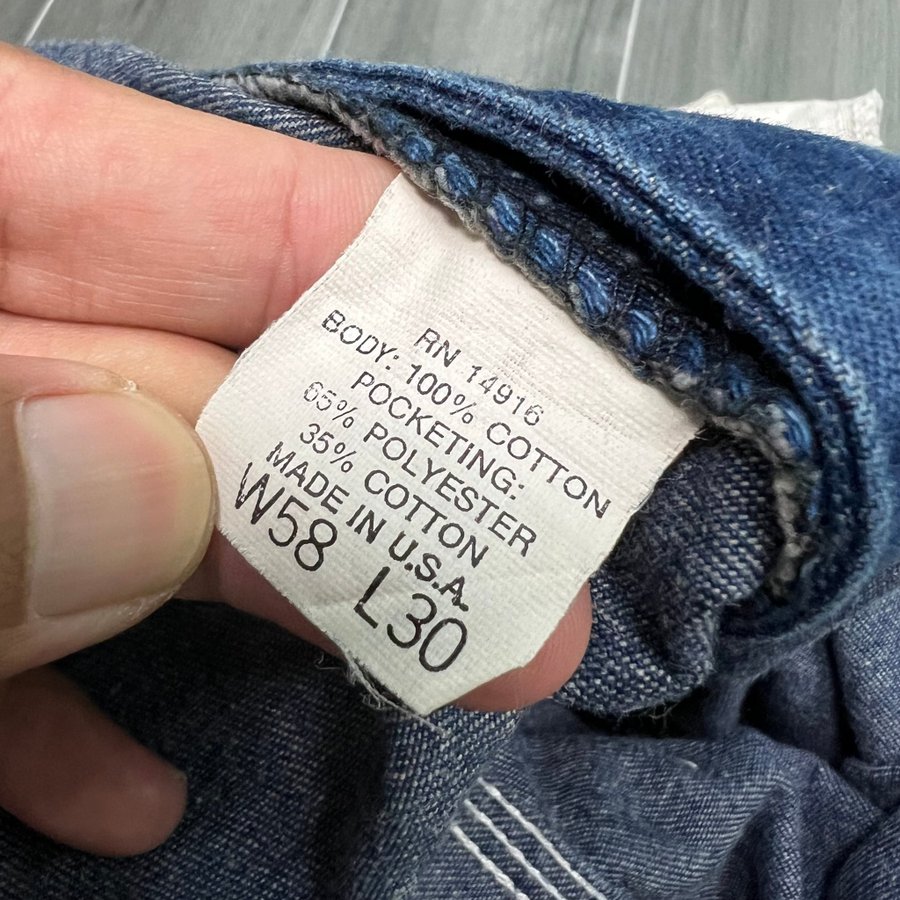 RN 14916
BODY: 100% COTTON
POCKETING:
65% POLYESTER
35% COTTON
MADE IN U.S.A.
W58 L30